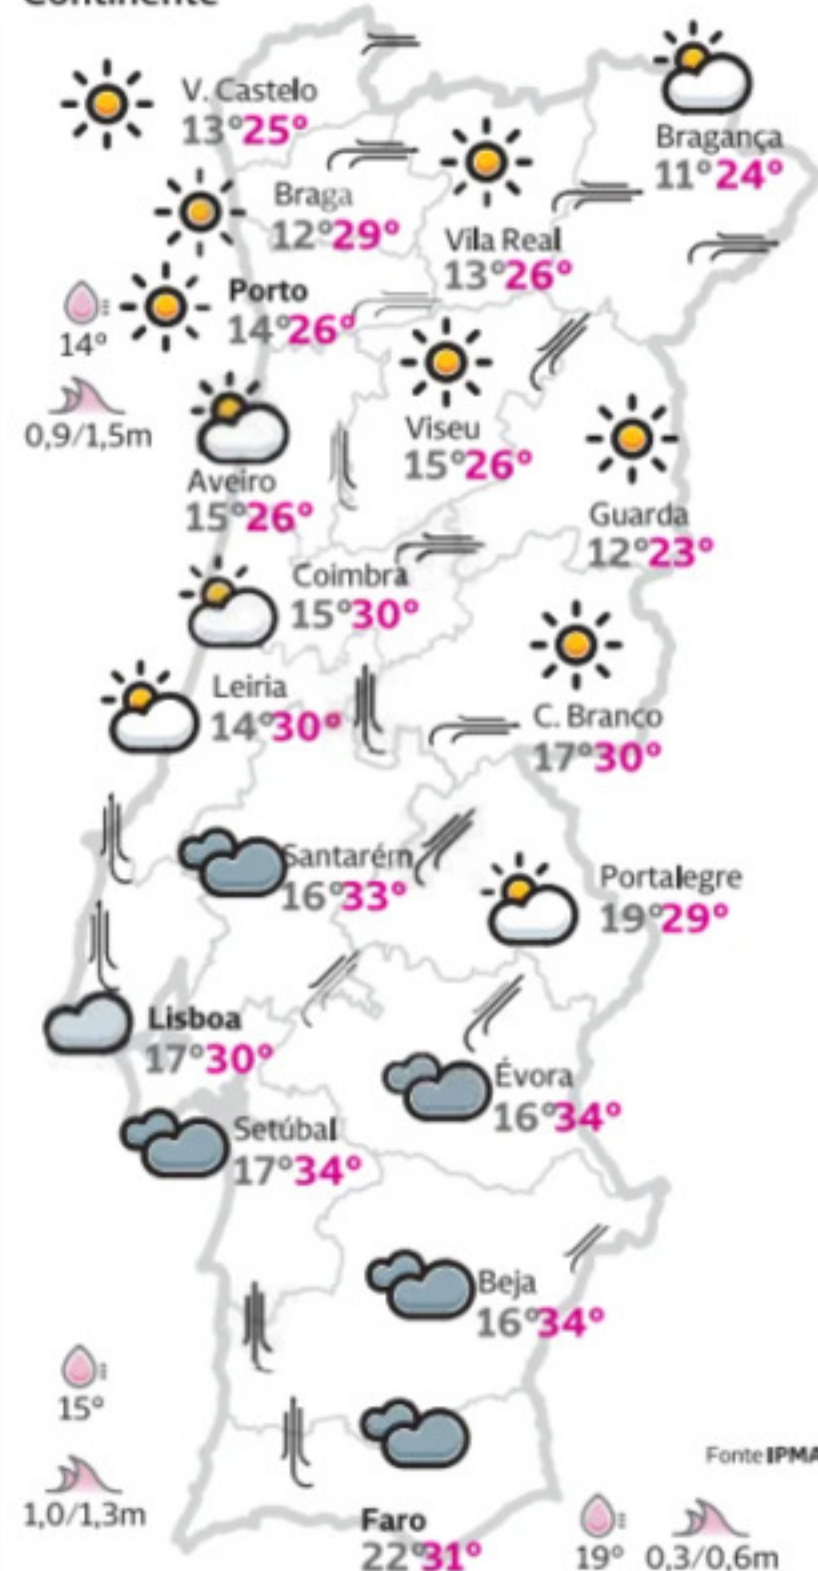 Continente
V. Castelo
13° 25°
Bragança
11° 24°
Braga
12° 29°
Vila Real
13° 26°
Porto
14° 26°
14°
0,9/1,5m
Viseu
15° 26°
Aveiro
15° 26°
Guarda
12° 23°
Coimbra
15° 30°
Leiria
14° 30°
C. Branco
17° 30°
Santarém
16° 33°
Portalegre
19° 29°
Lisboa
17° 30°
Évora
16° 34°
Setúbal
17° 34°
Beja
16° 34°
15°
1,0/1,3m
Fonte IPMA
Faro
22° 31°
19°
0,3/0,6m